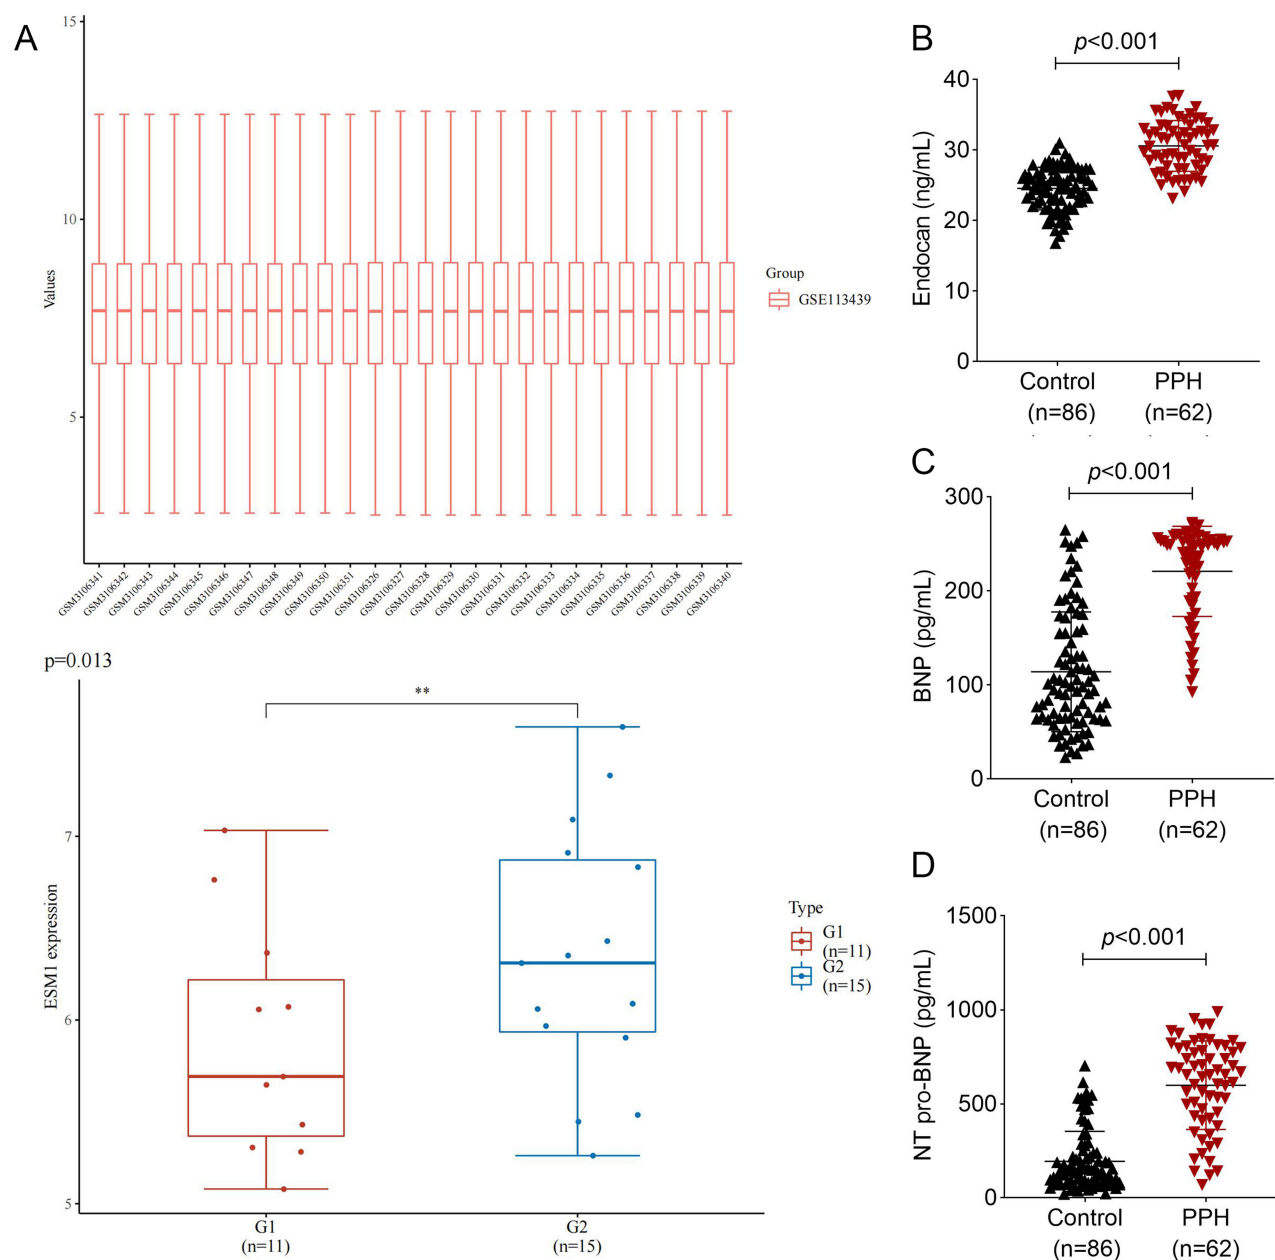 A
15
10
5
Values
GSM3106341
GSM3106342
GSM3106343
GSM3106344
GSM3106345
GSM3106346
GSM3106347
GSM3106348
GSM3106349
GSM3106350
GSM3106351
GSM3106326
GSM3106327
GSM3106328
GSM3106329
GSM3106330
GSM3106331
GSM3106332
GSM3106333
GSM3106334
GSM3106335
GSM3106336
GSM3106337
GSM3106338
GSM3106339
GSM3106340
Group
GSE113439
p=0.013
**
7
6
5
ESM1 expression
G1
(n=11)
G2
(n=15)
Type
G1
(n=11)
G2
(n=15)
B
p<0.001
40
30
20
10
0
Endocan (ng/mL)
Control
(n=86)
PPH
(n=62)
C
p<0.001
300
200
100
0
BNP (pg/mL)
Control
(n=86)
PPH
(n=62)
D
p<0.001
1500
1000
500
0
NT pro-BNP (pg/mL)
Control
(n=86)
PPH
(n=62)